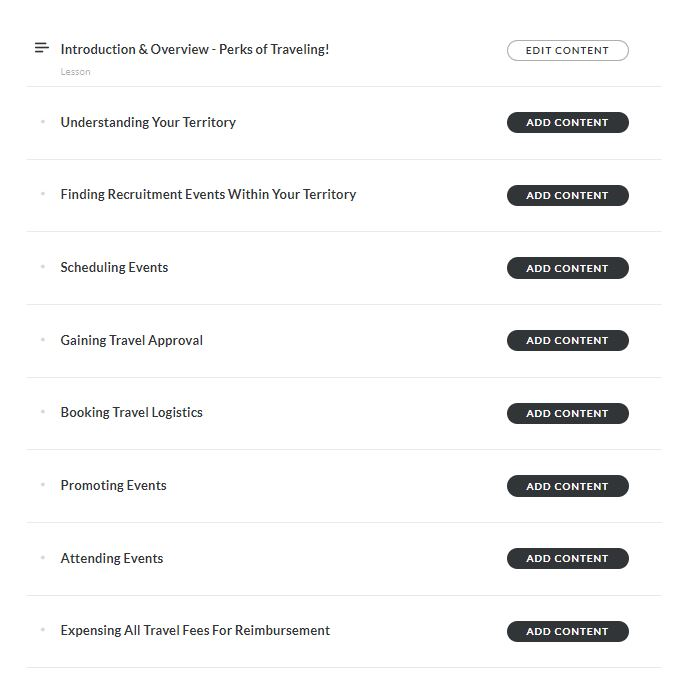 Introduction & Overview - Perks of Traveling!
EDIT CONTENT
Lesson
Understanding Your Territory
ADD CONTENT
Finding Recruitment Events Within Your Territory
ADD CONTENT
Scheduling Events
ADD CONTENT
Gaining Travel Approval
ADD CONTENT
Booking Travel Logistics
ADD CONTENT
Promoting Events
ADD CONTENT
Attending Events
ADD CONTENT
Expensing All Travel Fees For Reimbursement
ADD CONTENT